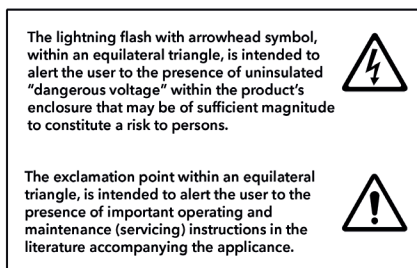 The lightning flash with arrowhead symbol,
within an equilateral triangle, is intended to
alert the user to the presence of uninsulated
“dangerous voltage” within the product’s
enclosure that may be of sufficient magnitude
to constitute a risk to persons.
The exclamation point within an equilateral
triangle, is intended to alert the user to the
presence of important operating and
maintenance (servicing) instructions in the
literature accompanying the applicance.